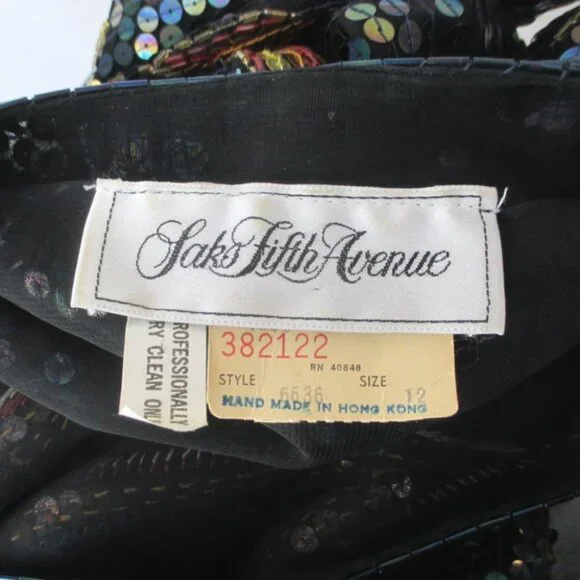 Saks Fifth Avenue
PROFESSIONALLY
DRY CLEAN ONLY
382122
RN 40848
STYLE 6636 SIZE 12
HAND MADE IN HONG KONG